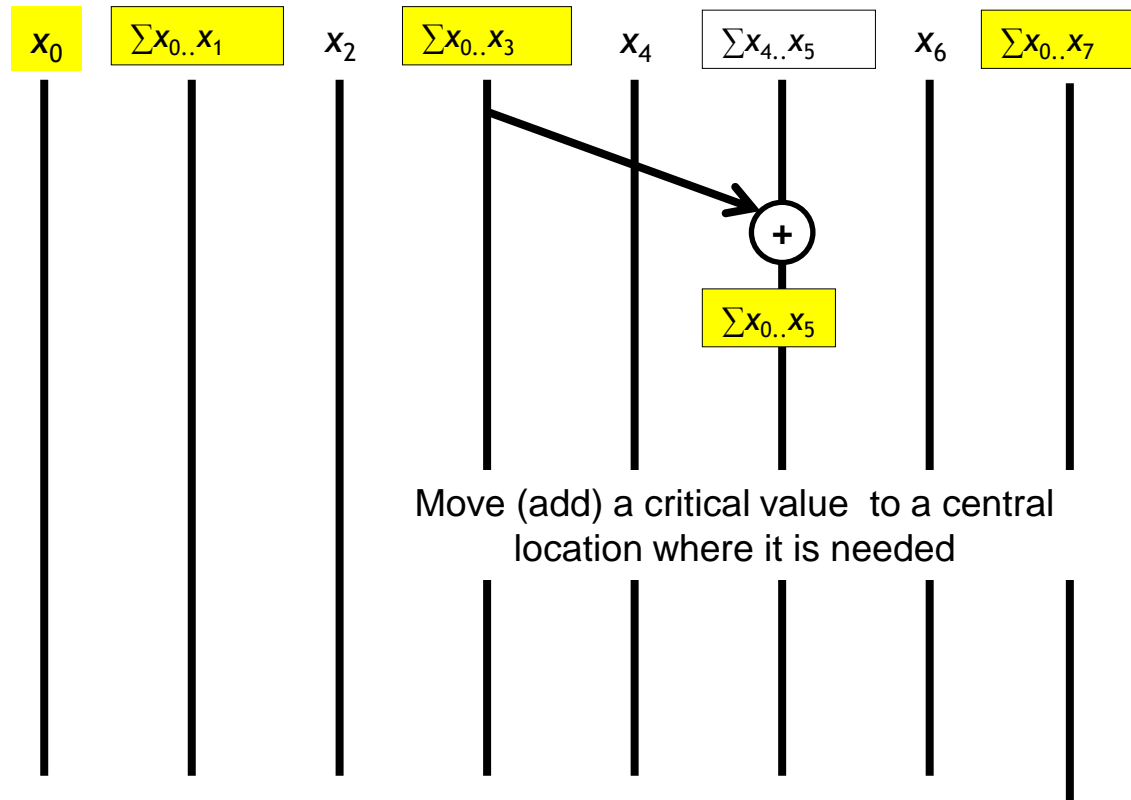 x₀ ∑x₀..x₁ x₂ ∑x₀..x₃ x₄ ∑x₄..x₅ x₆ ∑x₀..x₇
+
∑x₀..x₅
Move (add) a critical value to a central
location where it is needed